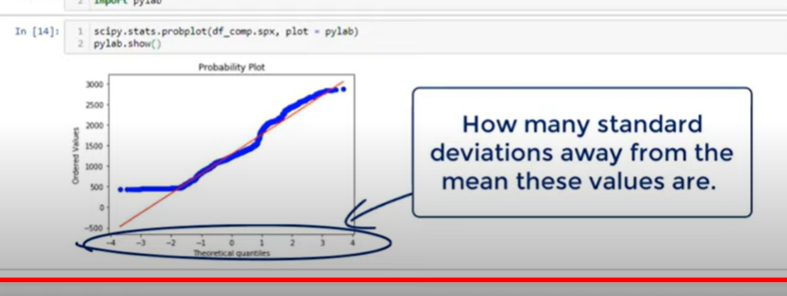 2 import pylab
In [14]:
1 scipy.stats.probplot(df_comp.spx, plot = pylab)
2 pylab.show()
Probability Plot
3000
2500
2000
1500
1000
500
0
-500
Ordered Values
-4 -3 -2 -1 0 1 2 3 4
Theoretical quantiles
How many standard
deviations away from the
mean these values are.